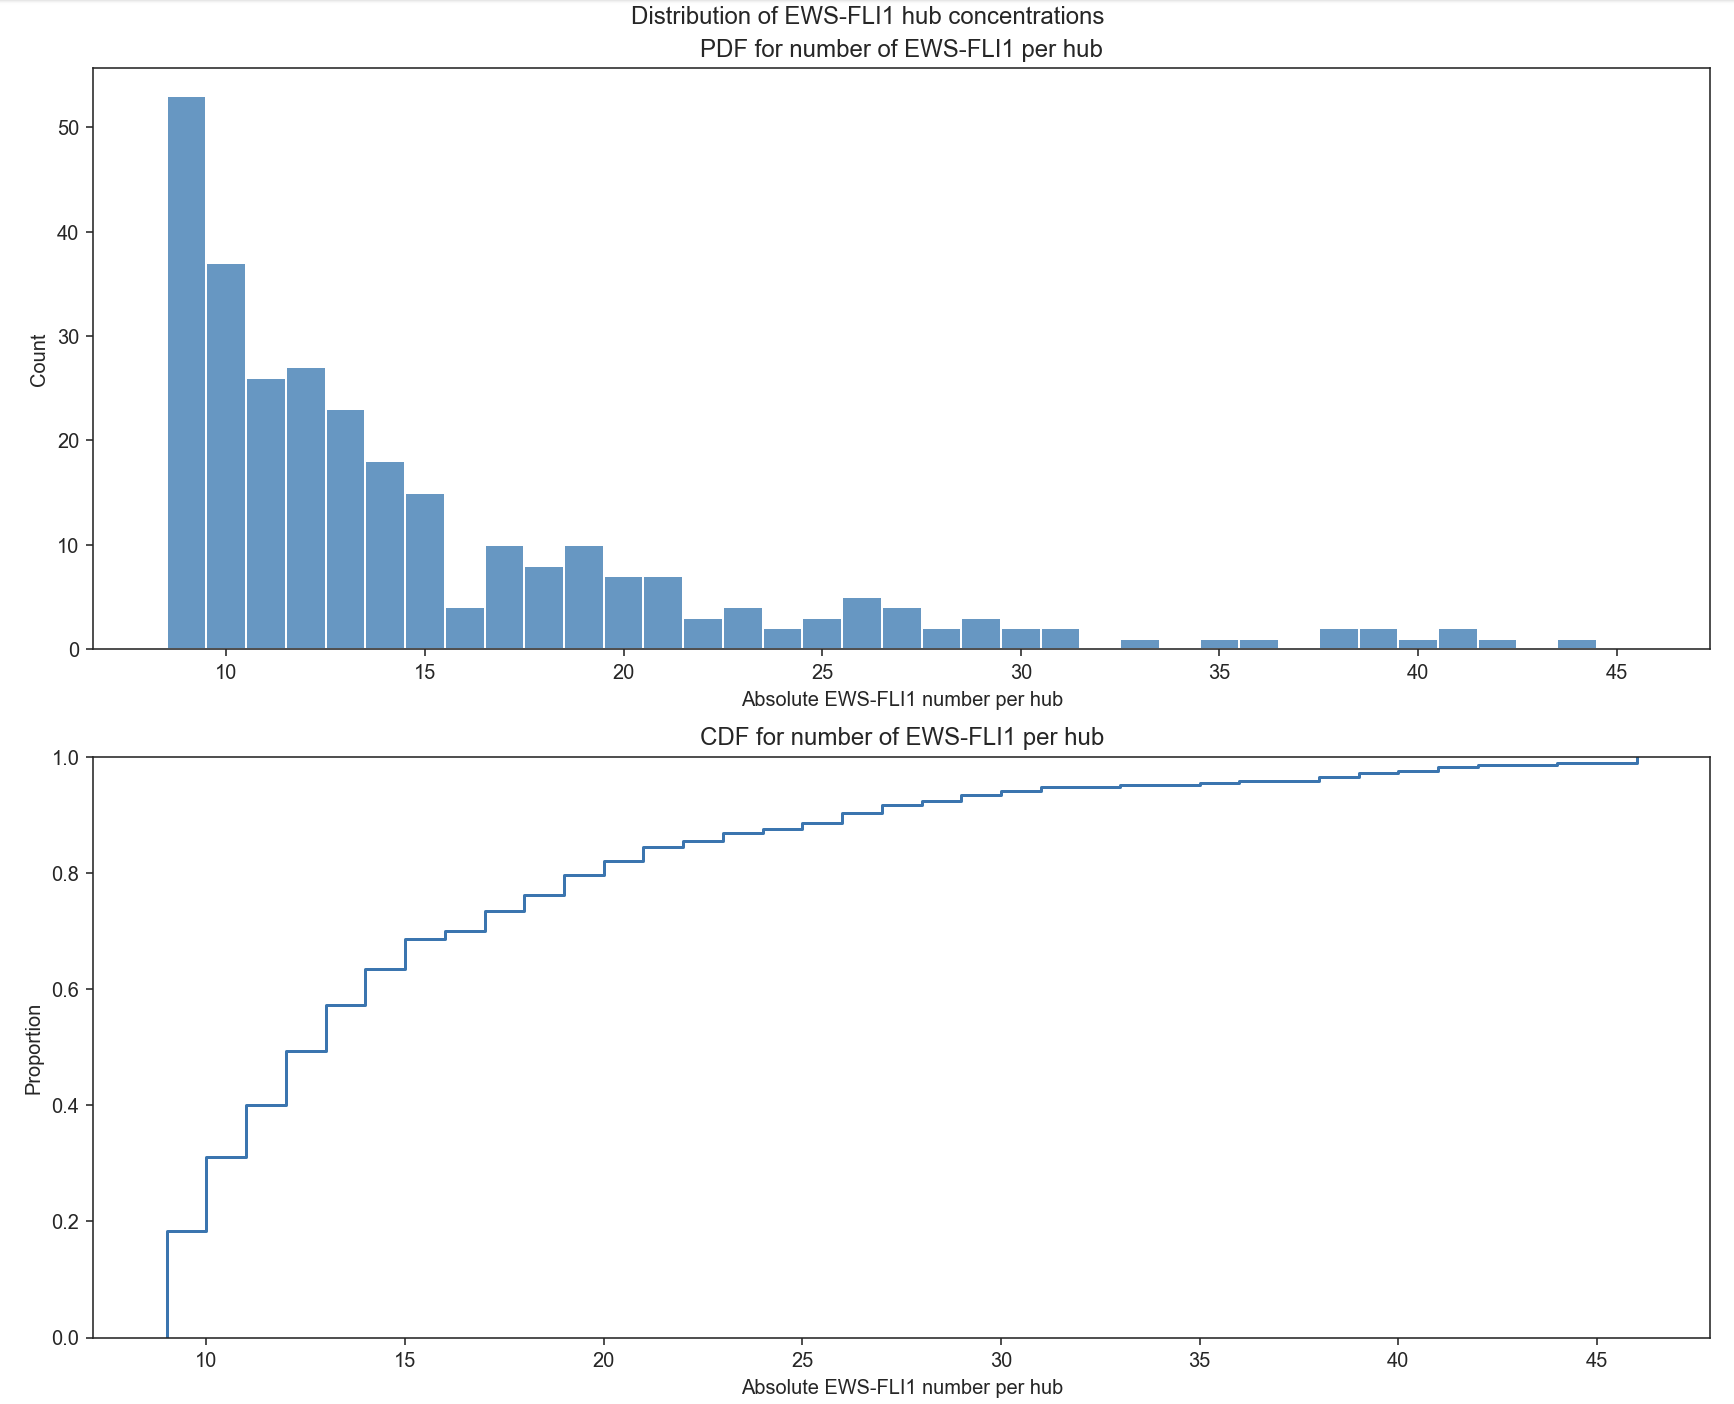 Distribution of EWS-FLI1 hub concentrations
PDF for number of EWS-FLI1 per hub
50
40
30
20
10
0
Count
10 15 20 25 30 35 40 45
Absolute EWS-FLI1 number per hub
CDF for number of EWS-FLI1 per hub
1.0
0.8
0.6
0.4
0.2
0.0
Proportion
10 15 20 25 30 35 40 45
Absolute EWS-FLI1 number per hub